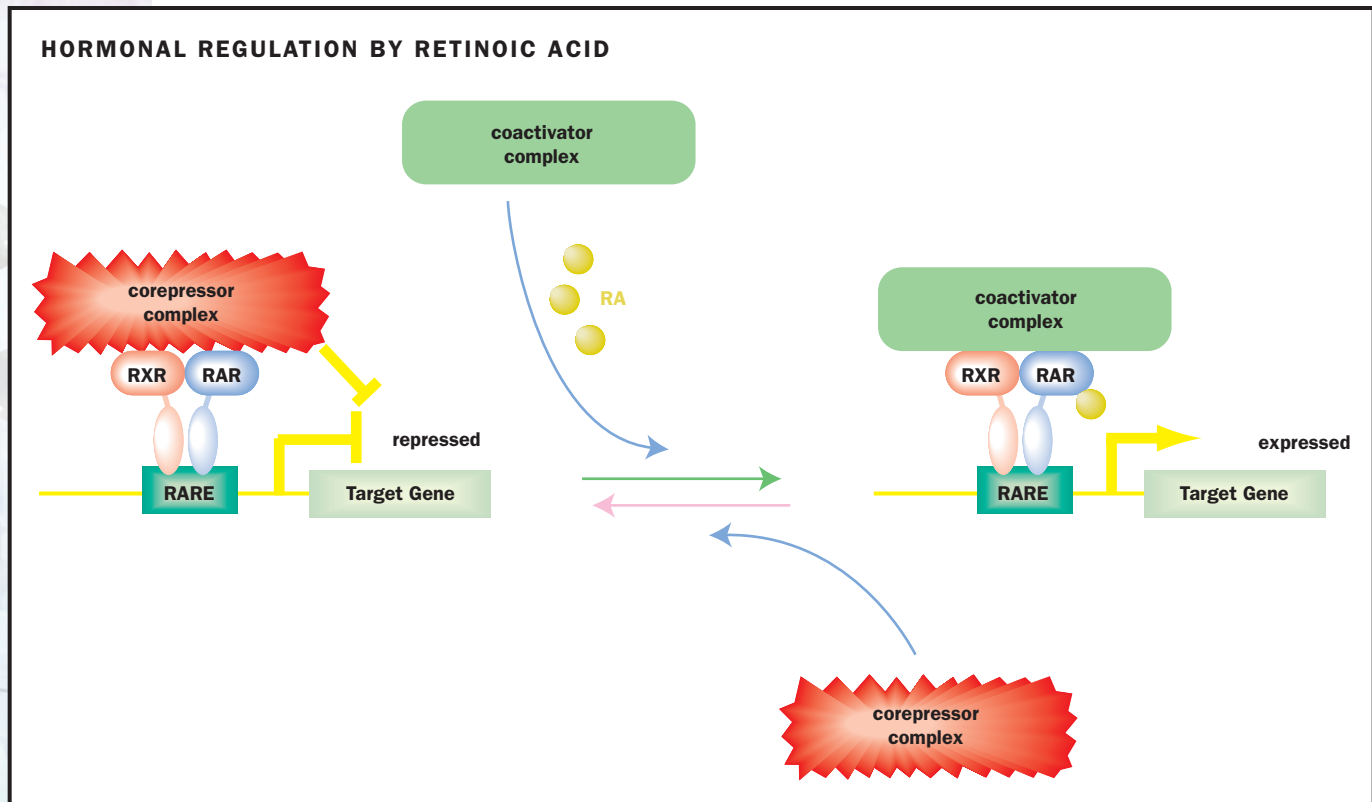 HORMONAL REGULATION BY RETINOIC ACID
coactivator
complex
RA
corepressor
complex
RXR
RAR
repressed
RARE
Target Gene
coactivator
complex
RXR
RAR
expressed
RARE
Target Gene
corepressor
complex